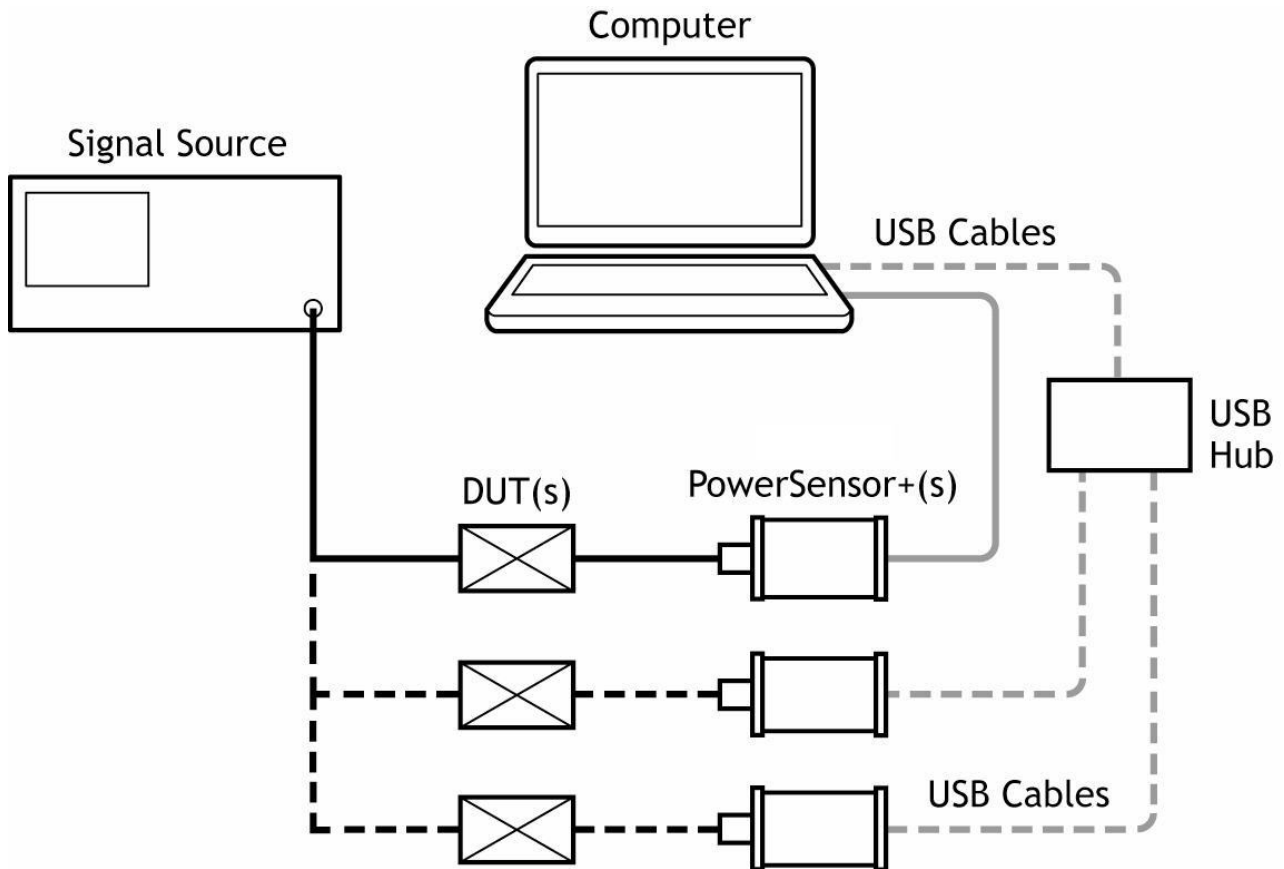 Computer
Signal Source
USB Cables
USB
Hub
DUT(s)
PowerSensor+(s)
USB Cables